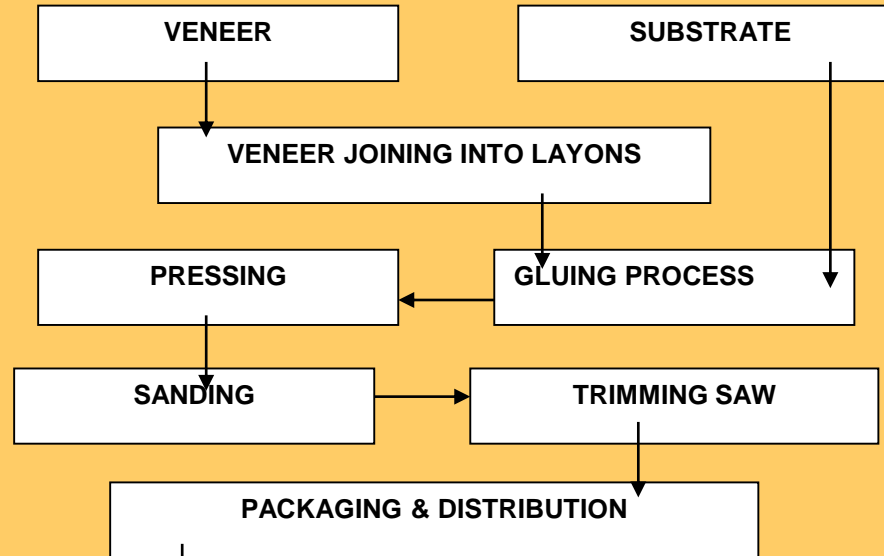 VENEER
SUBSTRATE
VENEER JOINING INTO LAYONS
PRESSING
GLUING PROCESS
SANDING
TRIMMING SAW
PACKAGING & DISTRIBUTION